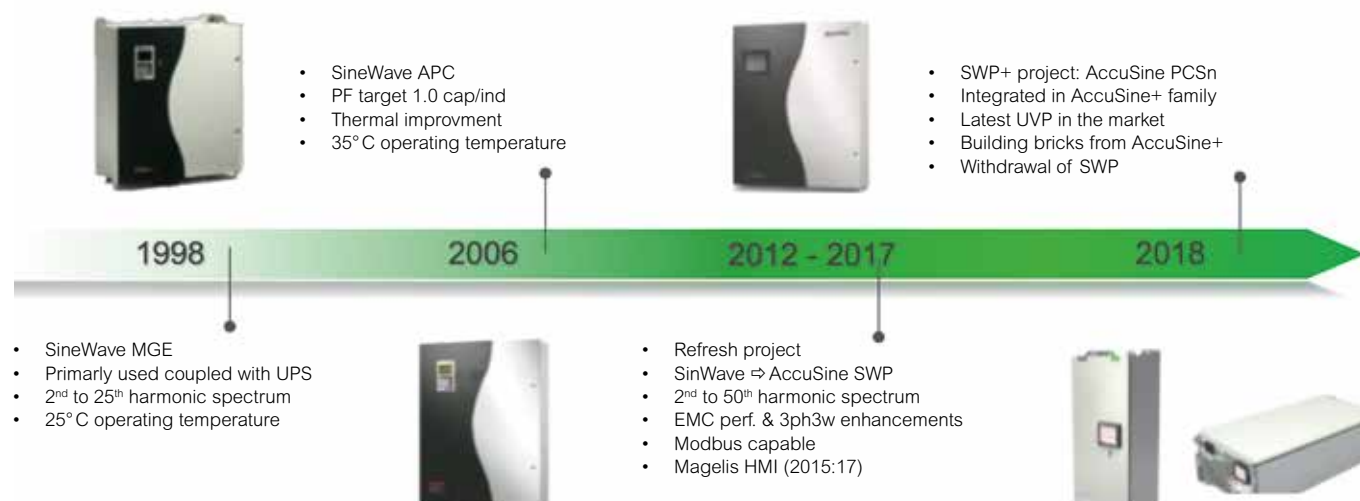 • SineWave APC
• PF target 1.0 cap/ind
• Thermal improvment
• 35°C operating temperature
• SWP+ project: AccuSine PCSn
• Integrated in AccuSine+ family
• Latest UVP in the market
• Building bricks from AccuSine+
• Withdrawal of SWP
1998
2006
2012 - 2017
2018
• SineWave MGE
• Primarly used coupled with UPS
• 2nd to 25th harmonic spectrum
• 25°C operating temperature
• Refresh project
• SinWave ⇨ AccuSine SWP
• 2nd to 50th harmonic spectrum
• EMC perf. & 3ph3w enhancements
• Modbus capable
• Magelis HMI (2015:17)